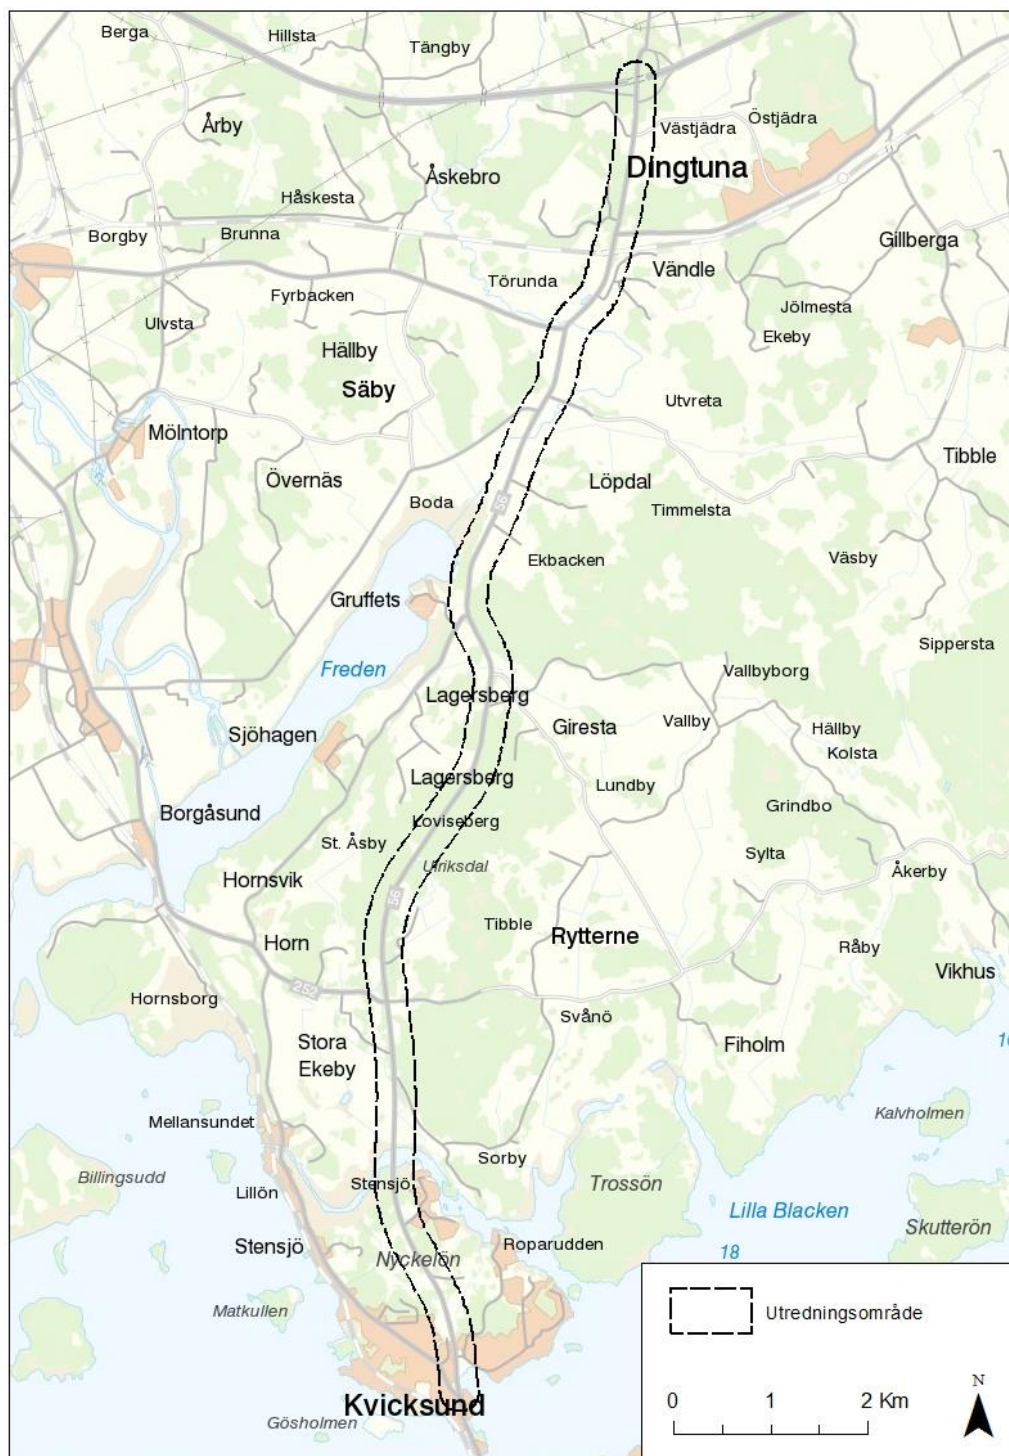 Berga
Hillsta
Tängby
Årby
Västjädra
Östjädra
Dingtuna
Åskebro
Håskesta
Borgby
Brunna
Gillberga
Törunda
Vändle
Fyrbacken
Jölmesta
Ulvsta
Ekeby
Hällby
Säby
Utvreta
Mölntorp
Tibble
Övernäs
Löpdal
Boda
56
Timmelsta
Ekbacken
Väsby
Gruffets
Sippersta
Freden
Vallbyborg
Lagersberg
Sjöhagen
Giresta
Vallby
Hällby
Kolsta
Lagersberg
Lundby
Borgåsund
Grindbo
Loviseberg
St. Åsby
Sylta
Ulriksdal
Åkerby
Hornsvik
56
Tibble
Rytterne
Horn
Råby
Vikhus
252
Hornsborg
Svånö
Stora
Ekeby
Fiholm
Mellansundet
Kalvholmen
Sorby
Billingsudd
Stensjö
Trossön
Lillön
Lilla Blacken
Skutterön
Stensjö
Roparudden
Nyckelön
18
Matkullen
Utredningsområde
Kvicksund
Gösholmen
N
0 1 2 Km